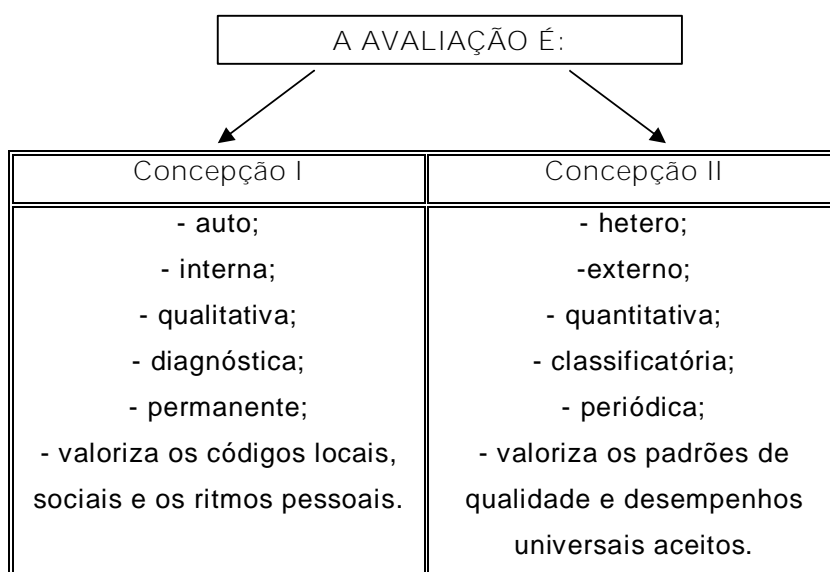 A AVALIAÇÃO É:
Concepção I
Concepção II
- auto;
- interna;
- qualitativa;
- diagnóstica;
- permanente;
- valoriza os códigos locais,
sociais e os ritmos pessoais.
- hetero;
-externo;
- quantitativa;
- classificatória;
- periódica;
- valoriza os padrões de
qualidade e desempenhos
universais aceitos.